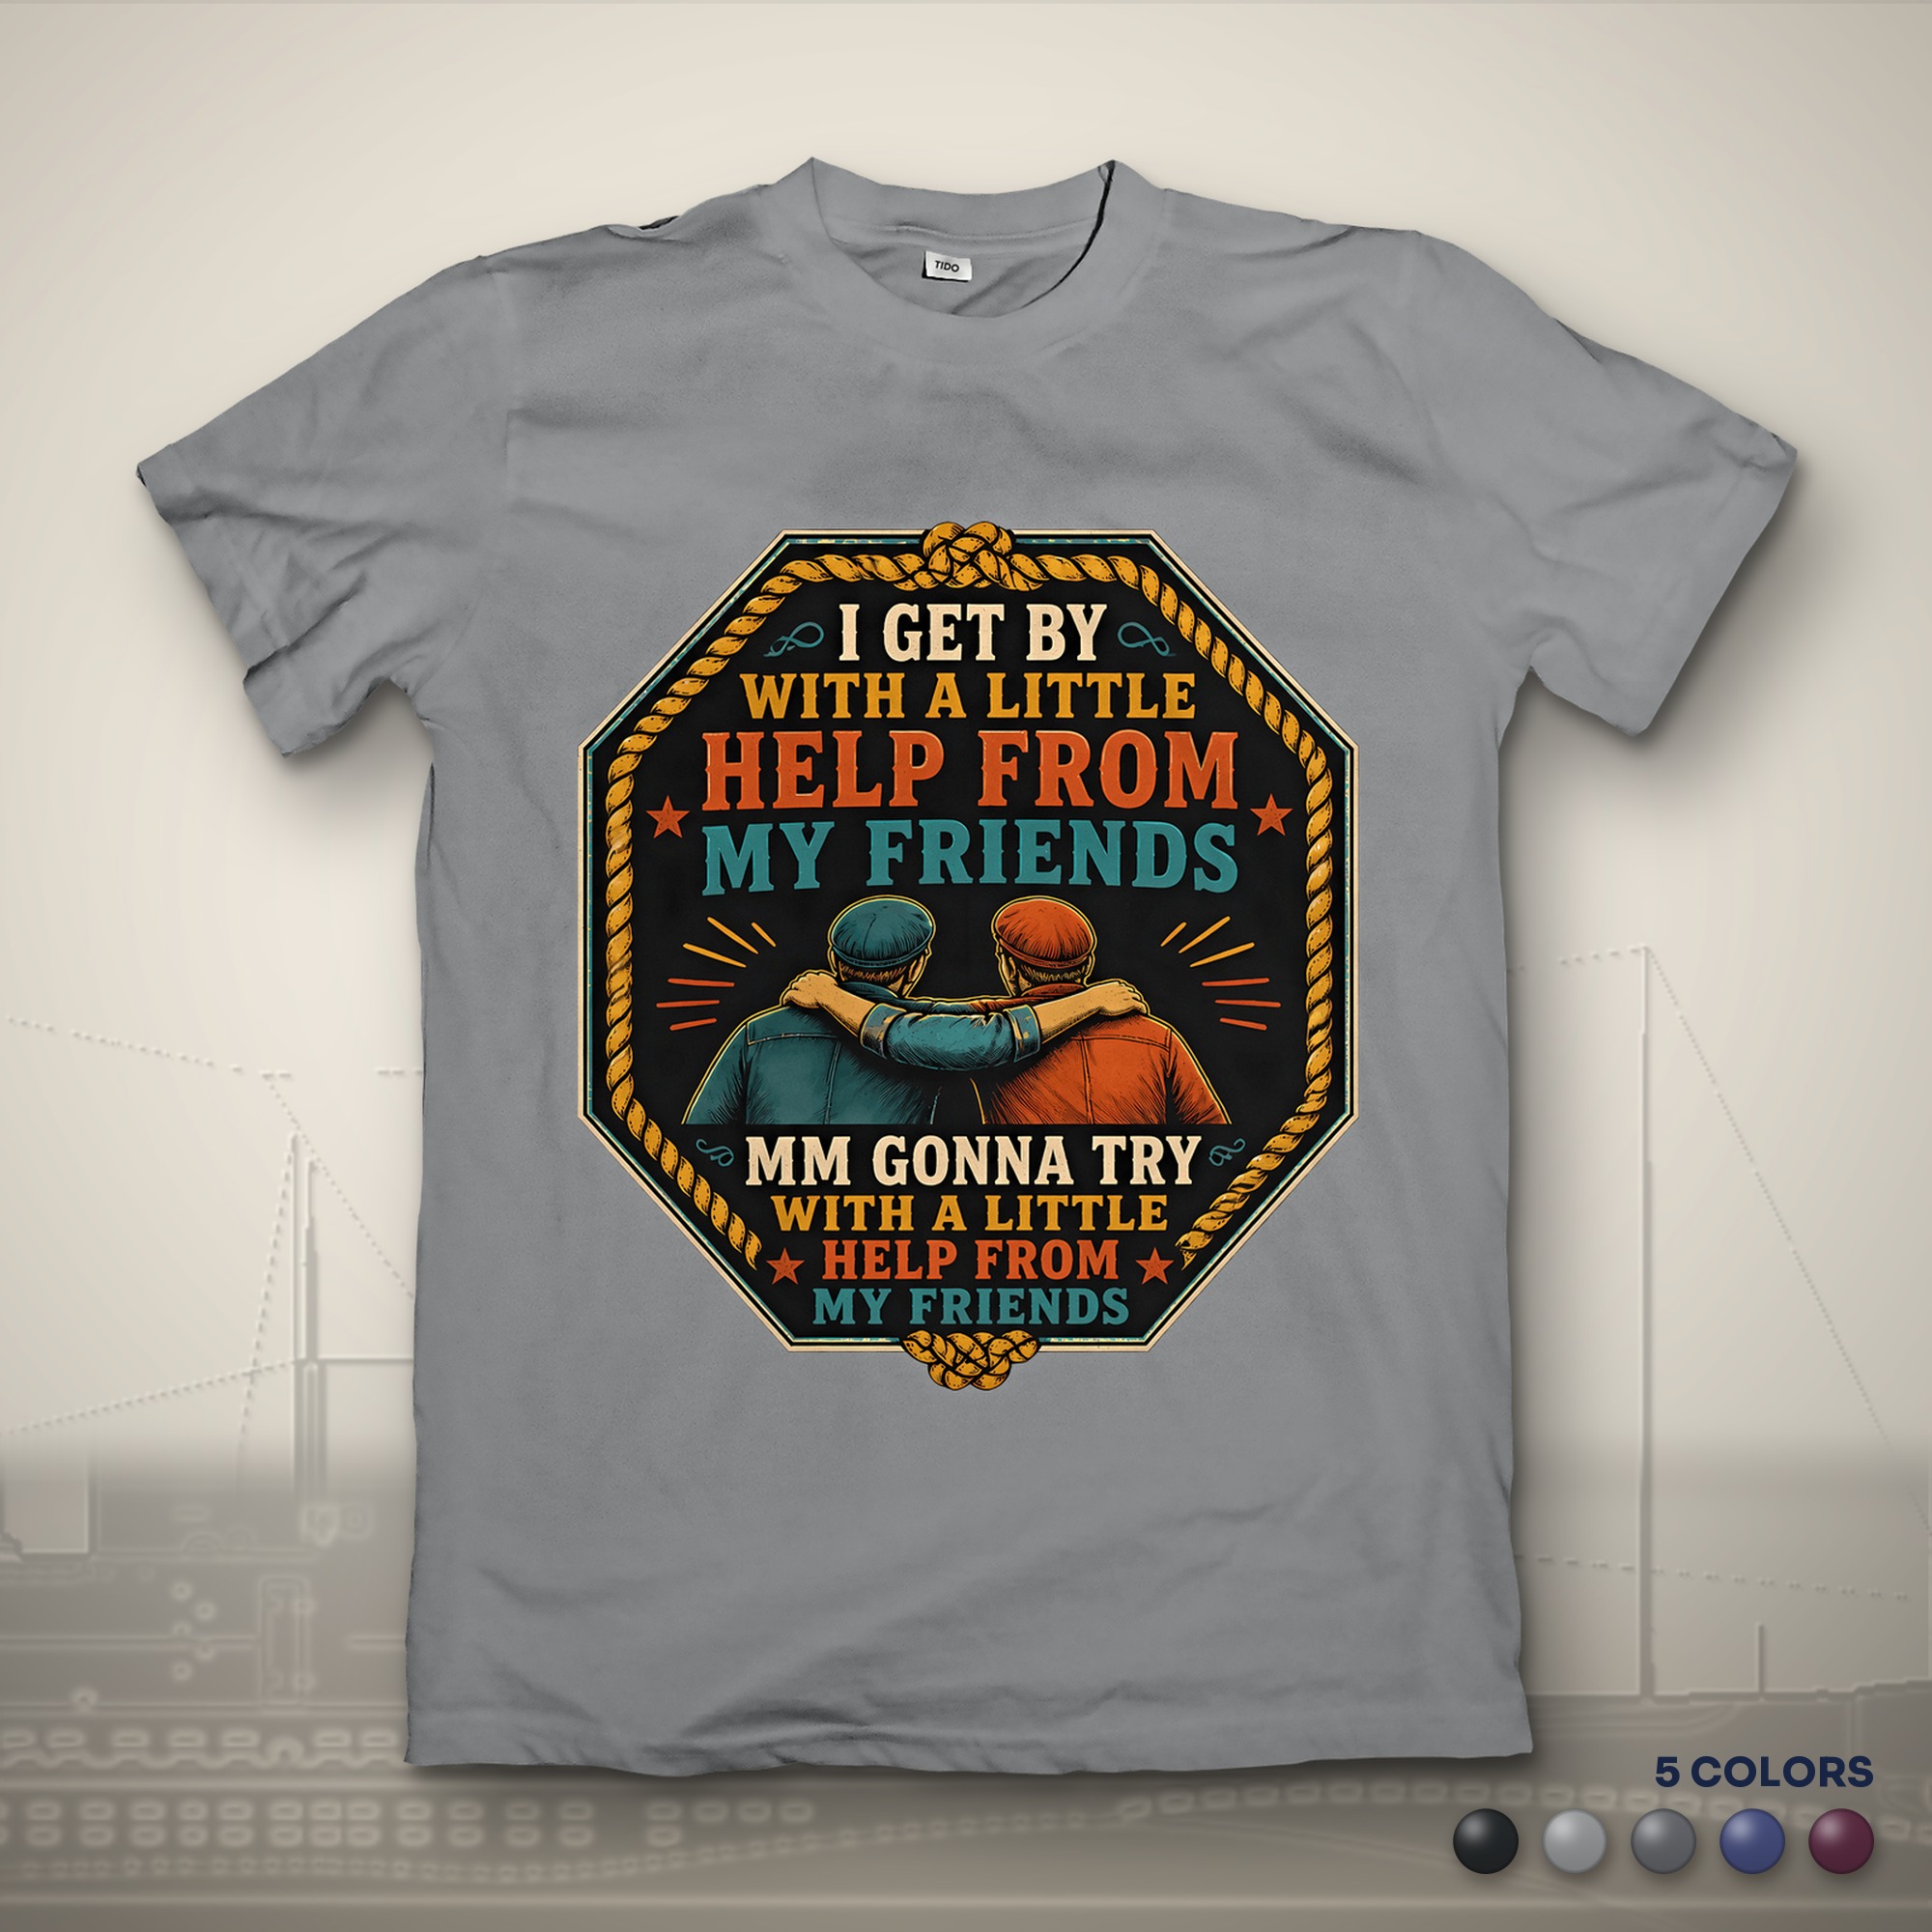 TIDO
I GET BY
WITH A LITTLE
HELP FROM
MY FRIENDS
MM GONNA TRY
WITH A LITTLE
HELP FROM
MY FRIENDS
5 COLORS